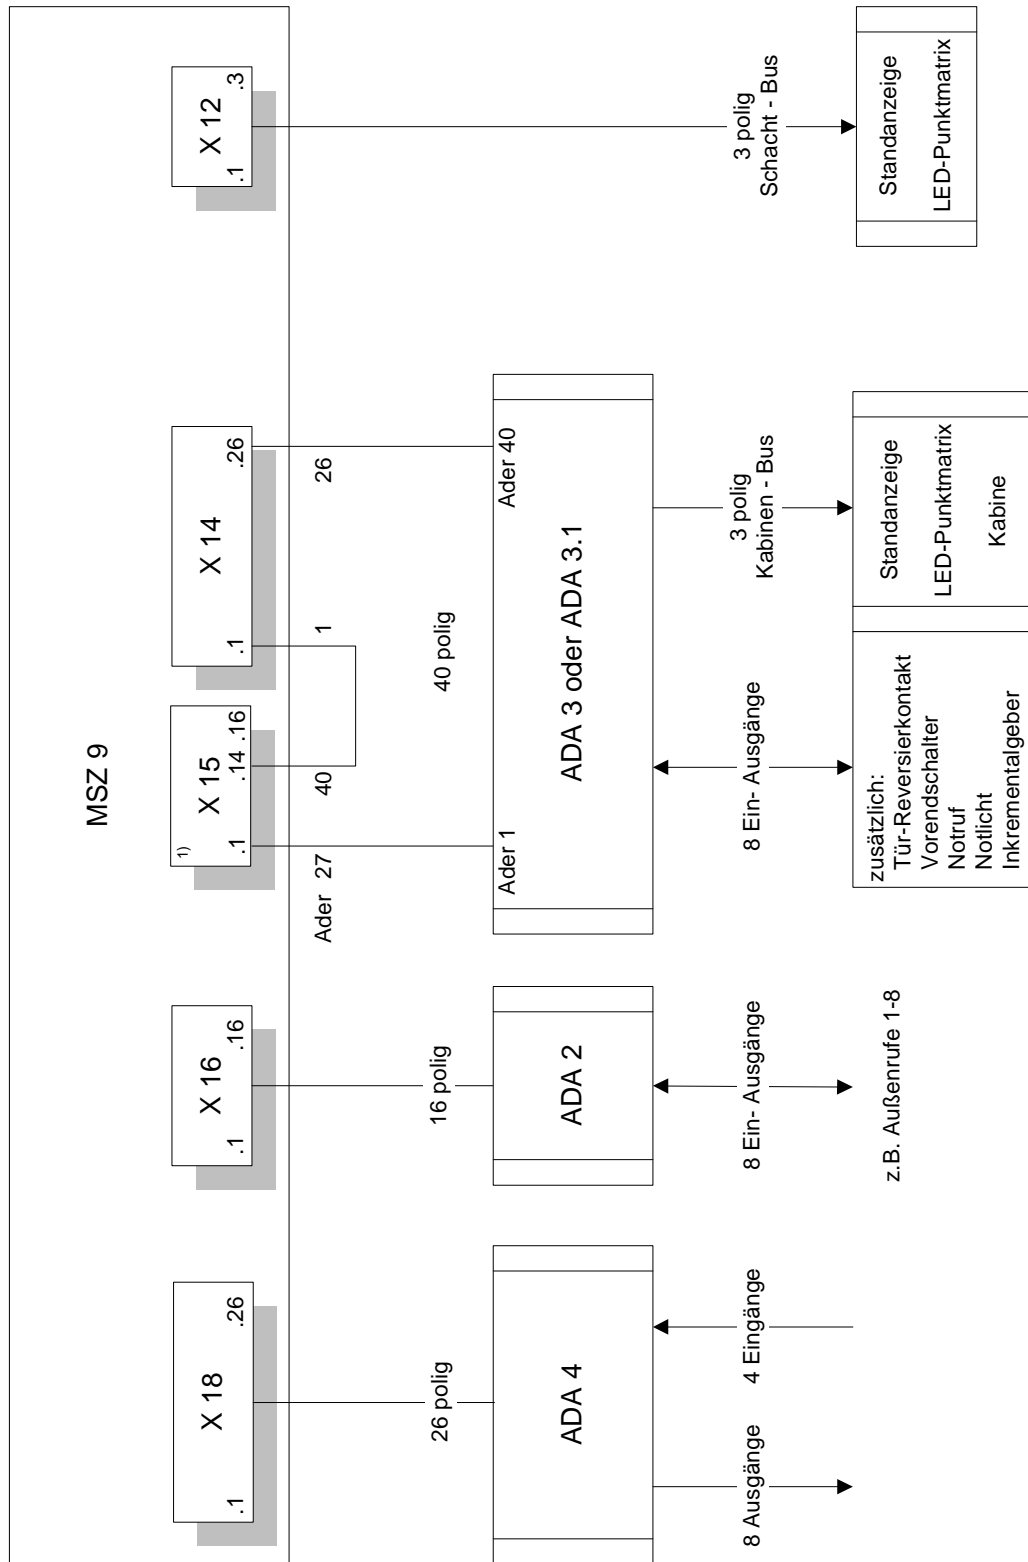 MSZ 9
X 18
.1
.26
X 16
.1
.16
1)
X 15
.1
.14
.16
X 14
.1
.26
X 12
.1
.3
Ader 27
40
1
26
26 polig
16 polig
40 polig
Ader 1
Ader 40
ADA 4
ADA 2
ADA 3 oder ADA 3.1
8 Ausgänge
4 Eingänge
8 Ein- Ausgänge
8 Ein- Ausgänge
3 polig
Kabinen - Bus
3 polig
Schacht - Bus
z.B. Außenrufe 1-8
zusätzlich:
Tür-Reversierkontakt
Vorendschalter
Notruf
Notlicht
Inkrementalgeber
Standanzeige
LED-Punktmatrix
Kabine
Standanzeige
LED-Punktmatrix